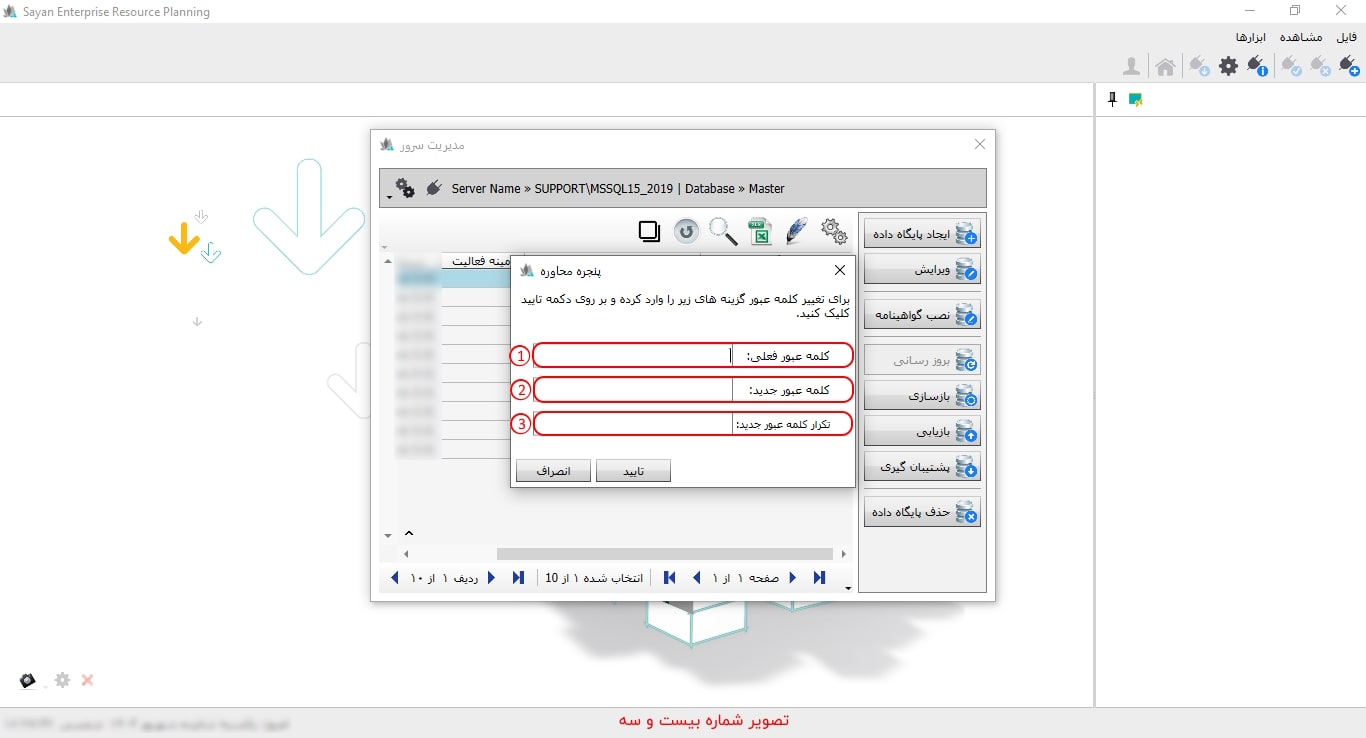 Sayan Enterprise Resource Planning
فایل مشاهده ابزارها
مدیریت سرور
Server Name » SUPPORT\MSSQL15_2019 | Database » Master
ایجاد پایگاه داده
ویرایش
نصب گواهینامه
بروز رسانی
بازسازی
بازیابی
پشتیبان گیری
حذف پایگاه داده
مینه فعالیت
پنجره محاوره
برای تغییر کلمه عبور گزینه های زیر را وارد کرده و بر روی دکمه تایید
کلیک کنید.
کلمه عبور فعلی:
1
کلمه عبور جدید:
2
تکرار کلمه عبور جدید:
3
تایید
انصراف
صفحه ۱ از ۱
انتخاب شده ۱ از 10
ردیف ۱ از ۱۰
تصویر شماره بیست و سه